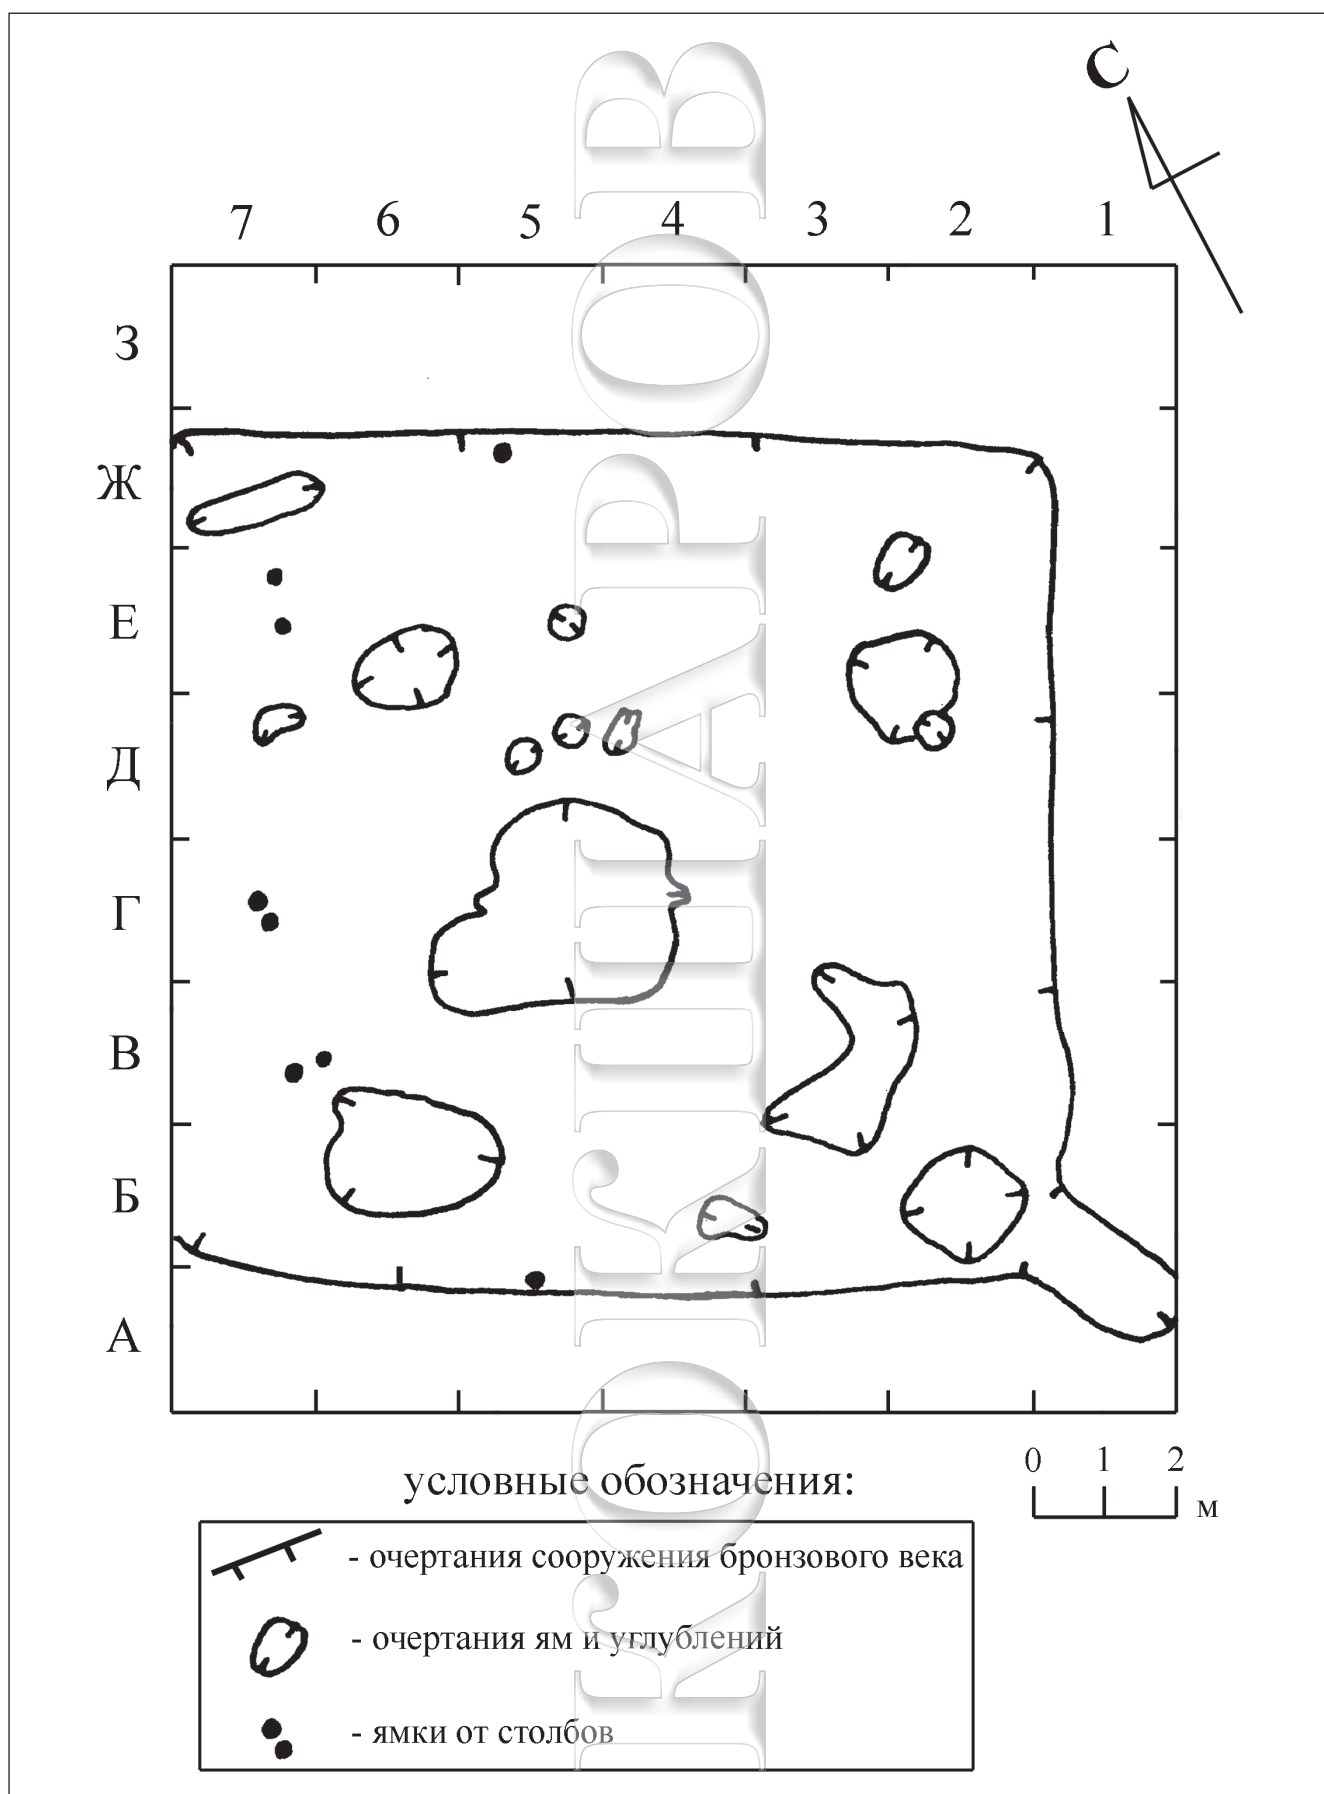 С
7 6 5 4 3 2 1
З
Ж
Е
Д
Г
В
Б
А
КОКШАРОВ
0 1 2
м
условные обозначения:
- очертания сооружения бронзового века
- очертания ям и углублений
- ямки от столбов